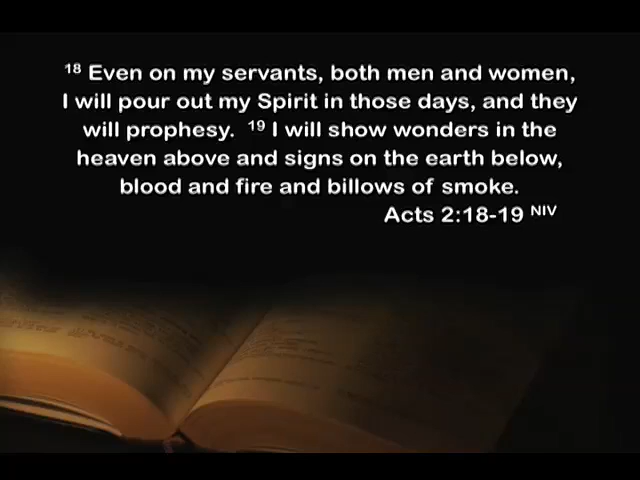 18 Even on my servants, both men and women,
I will pour out my Spirit in those days, and they
will prophesy. 19 I will show wonders in the
heaven above and signs on the earth below,
blood and fire and billows of smoke.
Acts 2:18-19 NIV